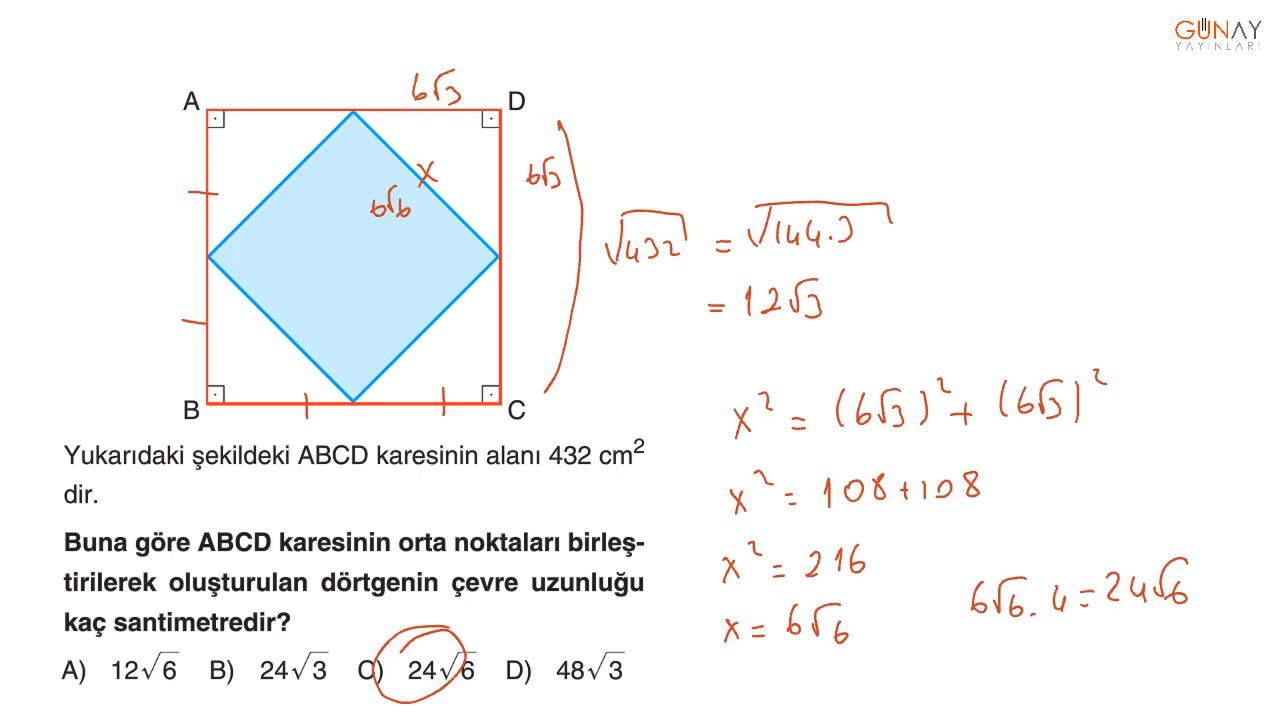 GÜNAY
YAYINLARI
6√3
A
D
x
6√3
6√6
√432 = √144.3
= 12√3
B
C
x² = (6√3)² + (6√3)²
Yukarıdaki şekildeki ABCD karesinin alanı 432 cm²
dir.
x² = 108 + 108
Buna göre ABCD karesinin orta noktaları birleş-
tirilerek oluşturulan dörtgenin çevre uzunluğu
kaç santimetredir?
x² = 216
x = 6√6
6√6 . 4 = 24√6
A) 12√6 B) 24√3 C) 24√6 D) 48√3